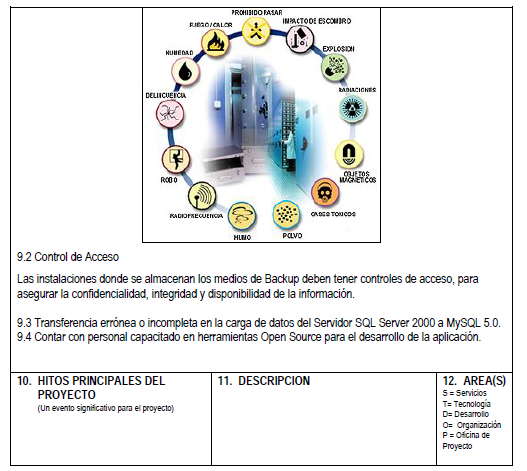 PROHIBIDO PASAR
FUEGO / CALOR
IMPACTO DE ESCOMBRO
EXPLOSION
HUMEDAD
RADIACIONES
DELINCUENCIA
OBJETOS
MAGNETICOS
ROBO
GASES TOXICOS
RADIOFRECUENCIA
HUMO
POLVO
9.2 Control de Acceso
Las instalaciones donde se almacenan los medios de Backup deben tener controles de acceso, para
asegurar la confidencialidad, integridad y disponibilidad de la información.
9.3 Transferencia errónea o incompleta en la carga de datos del Servidor SQL Server 2000 a MySQL 5.0.
9.4 Contar con personal capacitado en herramientas Open Source para el desarrollo de la aplicación.
10. HITOS PRINCIPALES DEL
PROYECTO
(Un evento significativo para el proyecto)
11. DESCRIPCION
12. AREA(S)
S = Servicios
T= Tecnología
D= Desarrollo
O= Organización
P = Oficina de
Proyecto